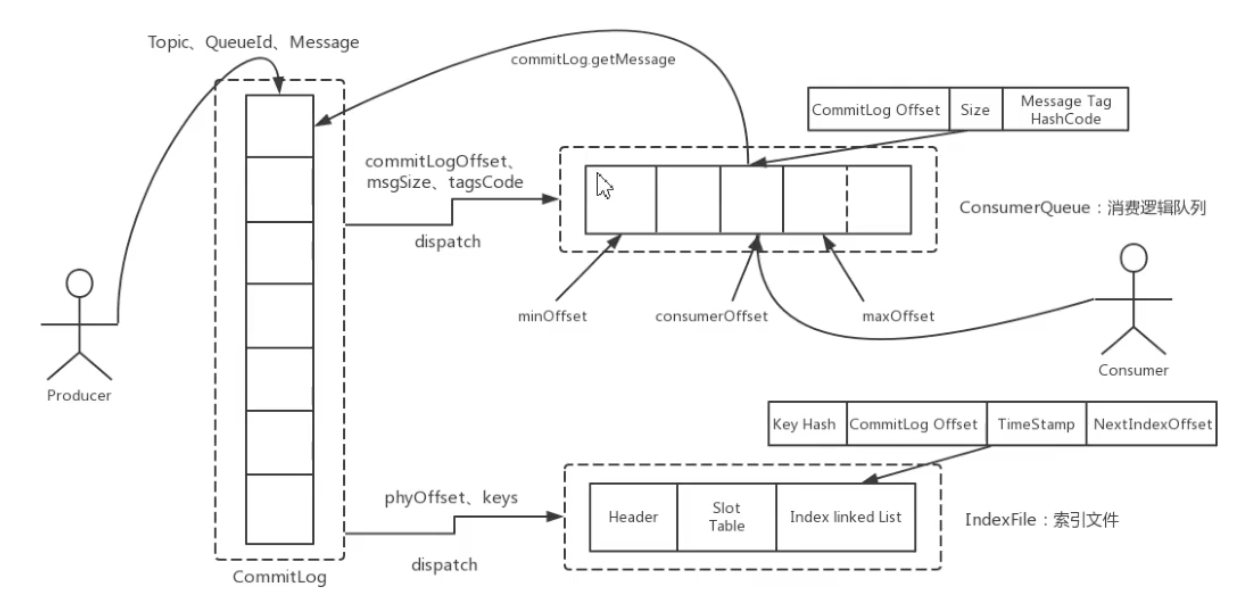 Topic、QueueId、Message
commitLog.getMessage
CommitLog Offset
Size
Message Tag
HashCode
commitLogOffset、
msgSize、tagsCode
dispatch
ConsumerQueue：消费逻辑队列
minOffset
consumerOffset
maxOffset
Producer
Consumer
Key Hash
CommitLog Offset
TimeStamp
NextIndexOffset
phyOffset、keys
dispatch
Header
Slot
Table
Index linked List
IndexFile：索引文件
CommitLog